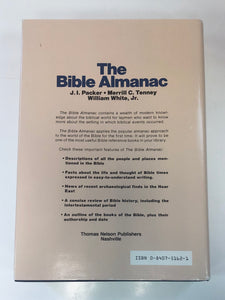 The
Bible Almanac
J. I. Packer • Merrill C. Tenney
William White, Jr.
The Bible Almanac contains a wealth of modern knowl-
edge about the biblical world for laymen who want to know
more about the setting in which biblical events occurred.
The Bible Almanac applies the popular almanac approach
to the world of the Bible for the first time. It will prove to be
one of the most useful Bible reference books in your library.
Check these important features of The Bible Almanac:
• Descriptions of all the people and places men-
tioned in the Bible
• Facts about the life and thought of Bible times
expressed in easy-to-understand writing.
• News of recent archaeological finds in the Near
East
• A concise review of Bible history, including the
intertestamental period
• An outline of the books of the Bible, plus their
authorship and date
Thomas Nelson Publishers
Nashville
ISBN 0-8407-5162-1